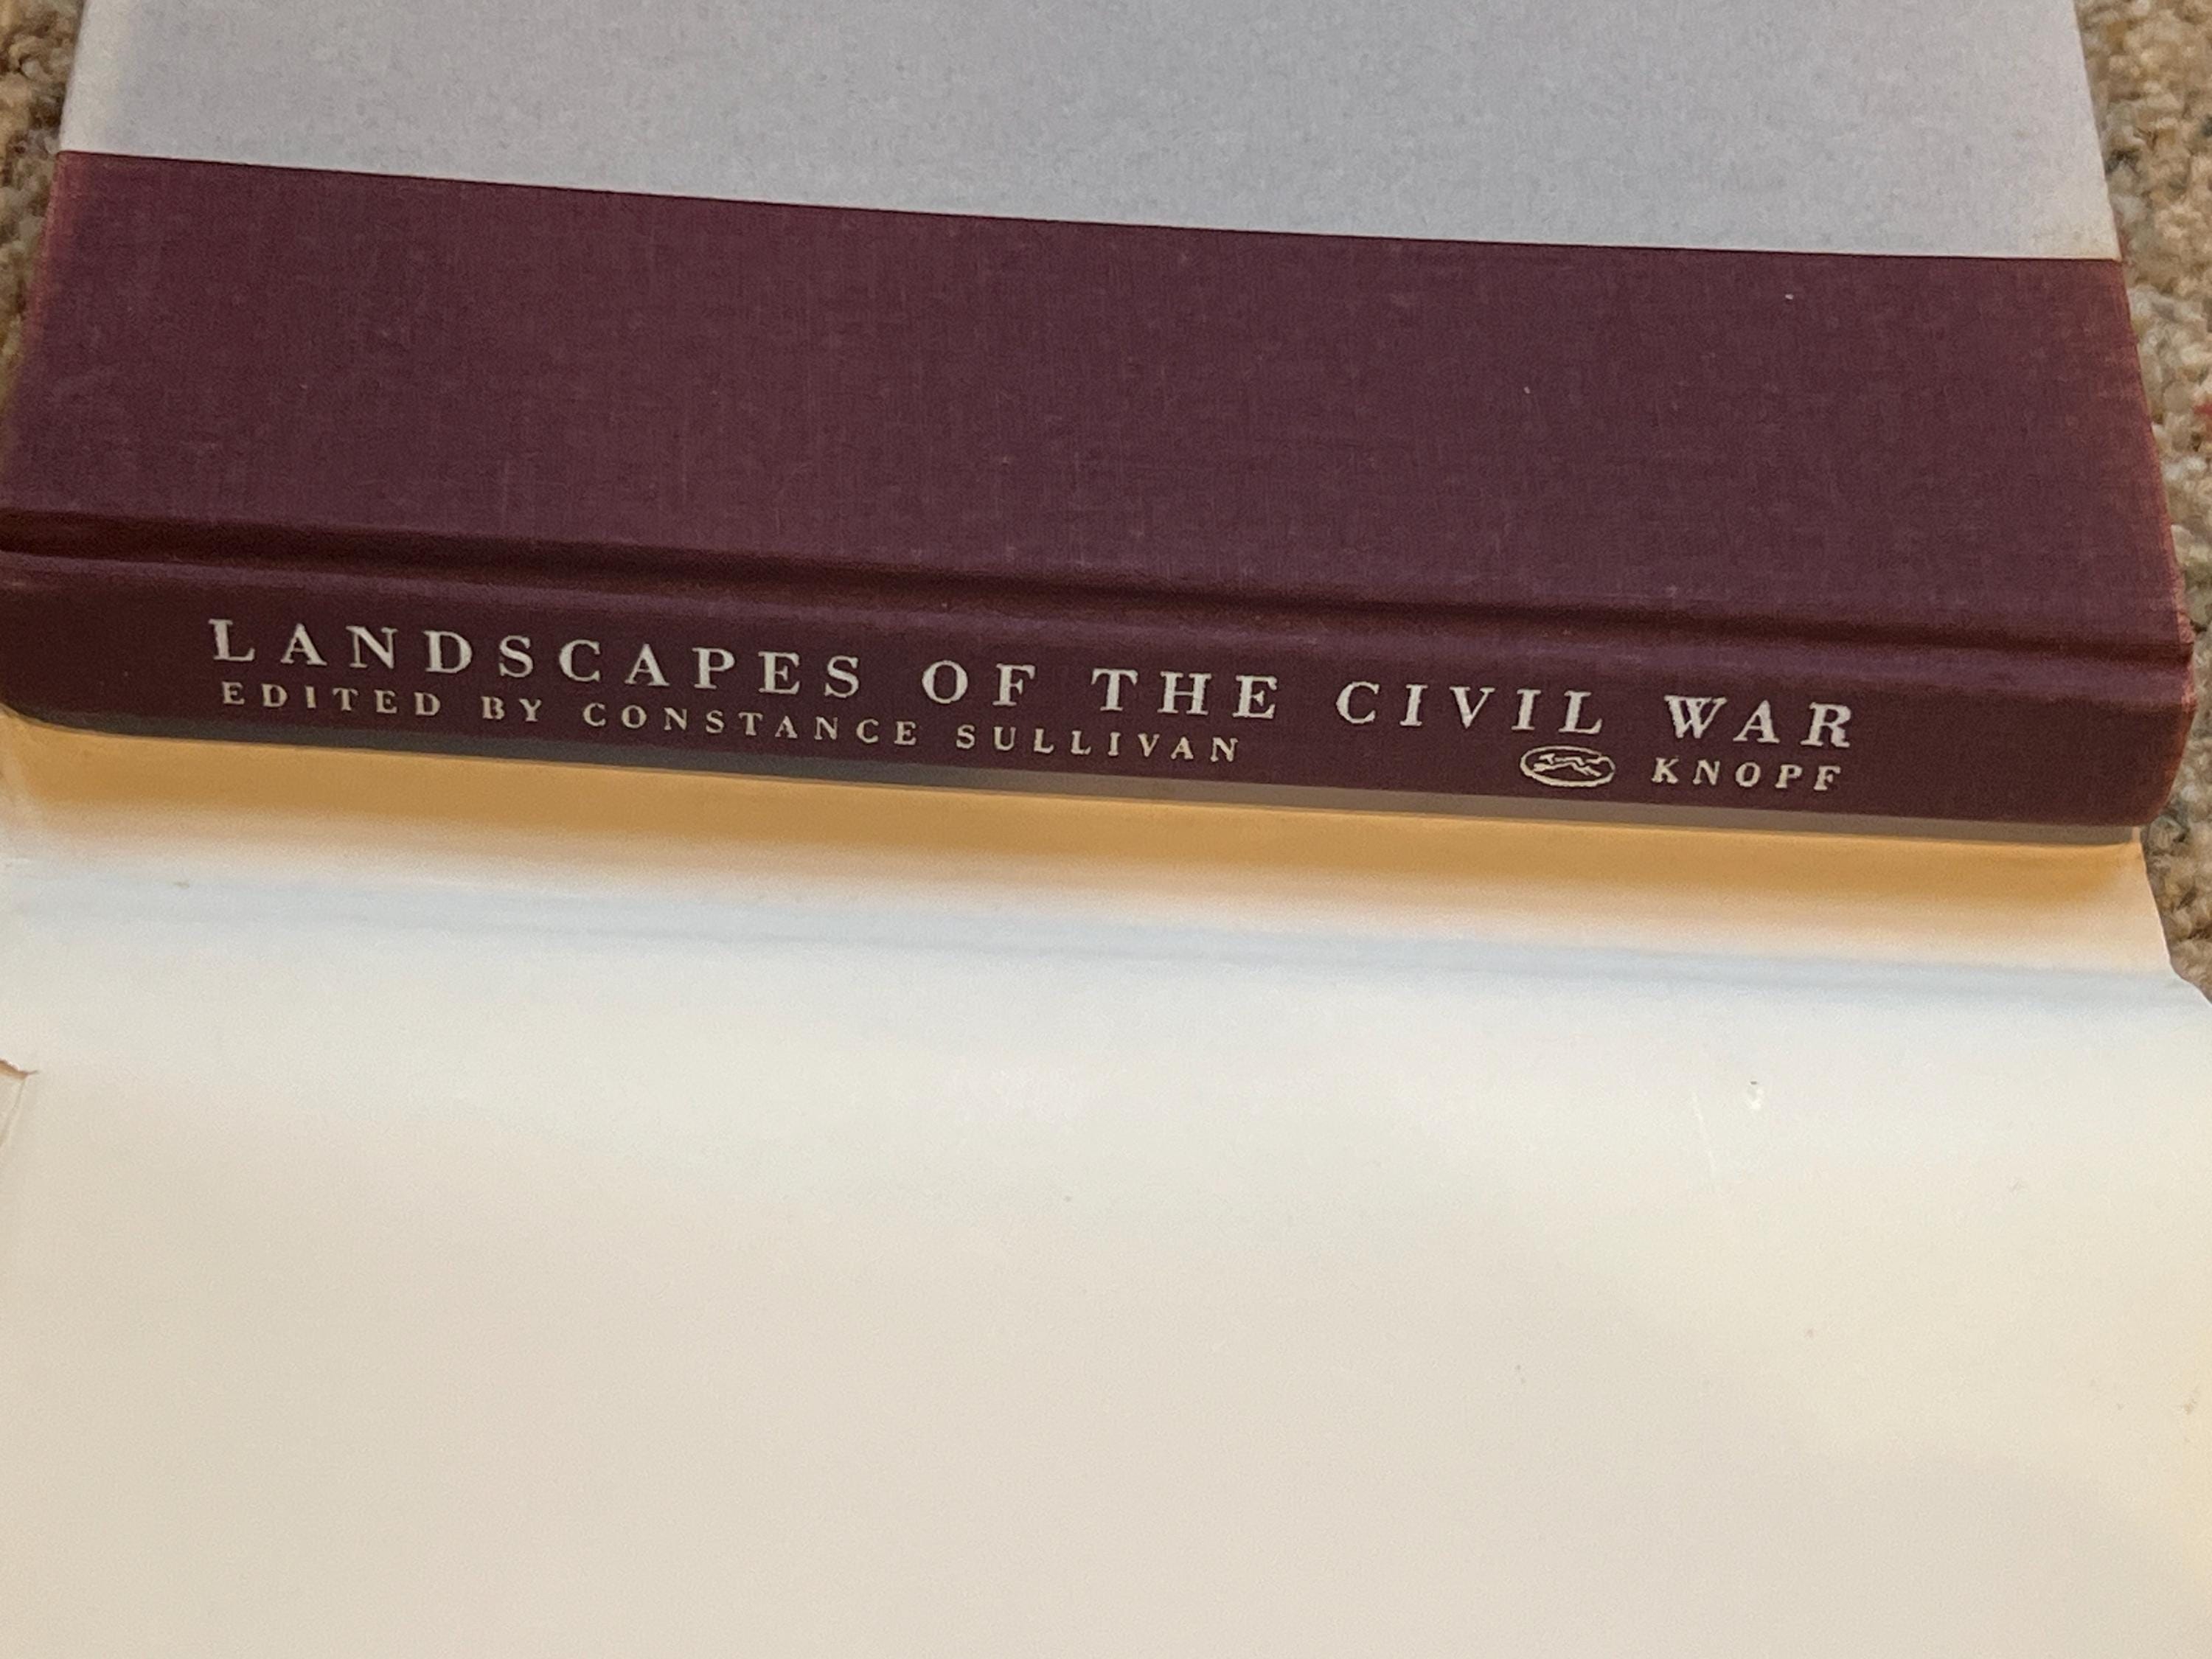 LANDSCAPES OF THE CIVIL WAR
EDITED BY CONSTANCE SULLIVAN KNOPF